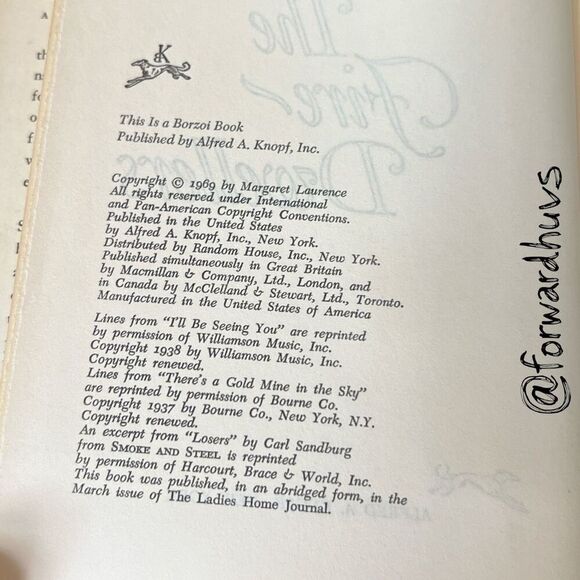 BK
This Is a Borzoi Book
Published by Alfred A. Knopf, Inc.
Copyright © 1969 by Margaret Laurence
All rights reserved under International
and Pan-American Copyright Conventions.
Published in the United States
by Alfred A. Knopf, Inc., New York.
Distributed by Random House, Inc., New York.
Published simultaneously in Great Britain
by Macmillan & Company, Ltd., London, and
in Canada by McClelland & Stewart, Ltd., Toronto.
Manufactured in the United States of America
Lines from "I'll Be Seeing You" are reprinted
by permission of Williamson Music, Inc.
Copyright 1938 by Williamson Music, Inc.
Copyright renewed.
Lines from "There's a Gold Mine in the Sky"
are reprinted by permission of Bourne Co.
Copyright 1937 by Bourne Co., New York, N.Y.
Copyright renewed.
An excerpt from "Losers" by Carl Sandburg
from SMOKE AND STEEL is reprinted
by permission of Harcourt, Brace & World, Inc.
This book was published, in an abridged form, in the
March issue of The Ladies Home Journal.
The
Fire
Dwellers
@forwardhuvs